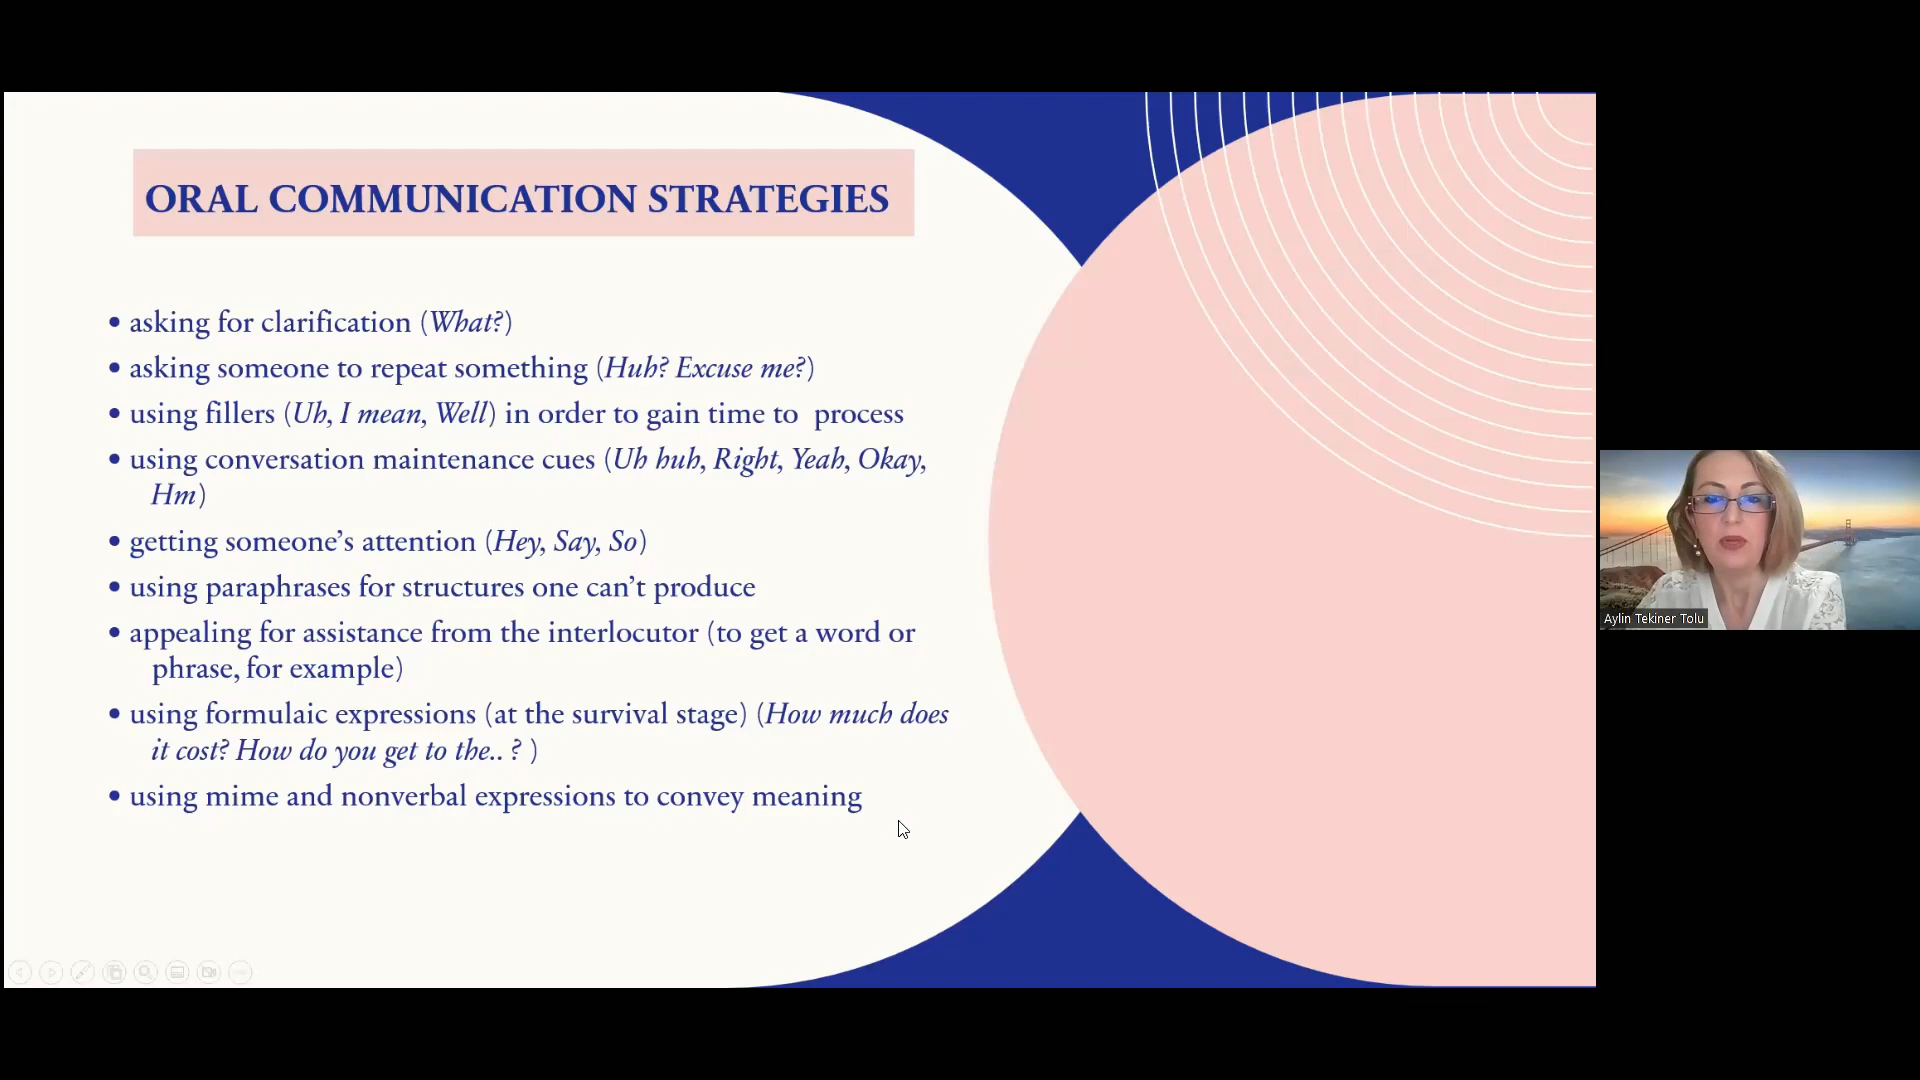 ORAL COMMUNICATION STRATEGIES
• asking for clarification (What?)
• asking someone to repeat something (Huh? Excuse me?)
• using fillers (Uh, I mean, Well) in order to gain time to process
• using conversation maintenance cues (Uh huh, Right, Yeah, Okay,
Hm)
• getting someone’s attention (Hey, Say, So)
• using paraphrases for structures one can’t produce
• appealing for assistance from the interlocutor (to get a word or
phrase, for example)
• using formulaic expressions (at the survival stage) (How much does
it cost? How do you get to the.. ? )
• using mime and nonverbal expressions to convey meaning
Aylin Tekiner Tolu